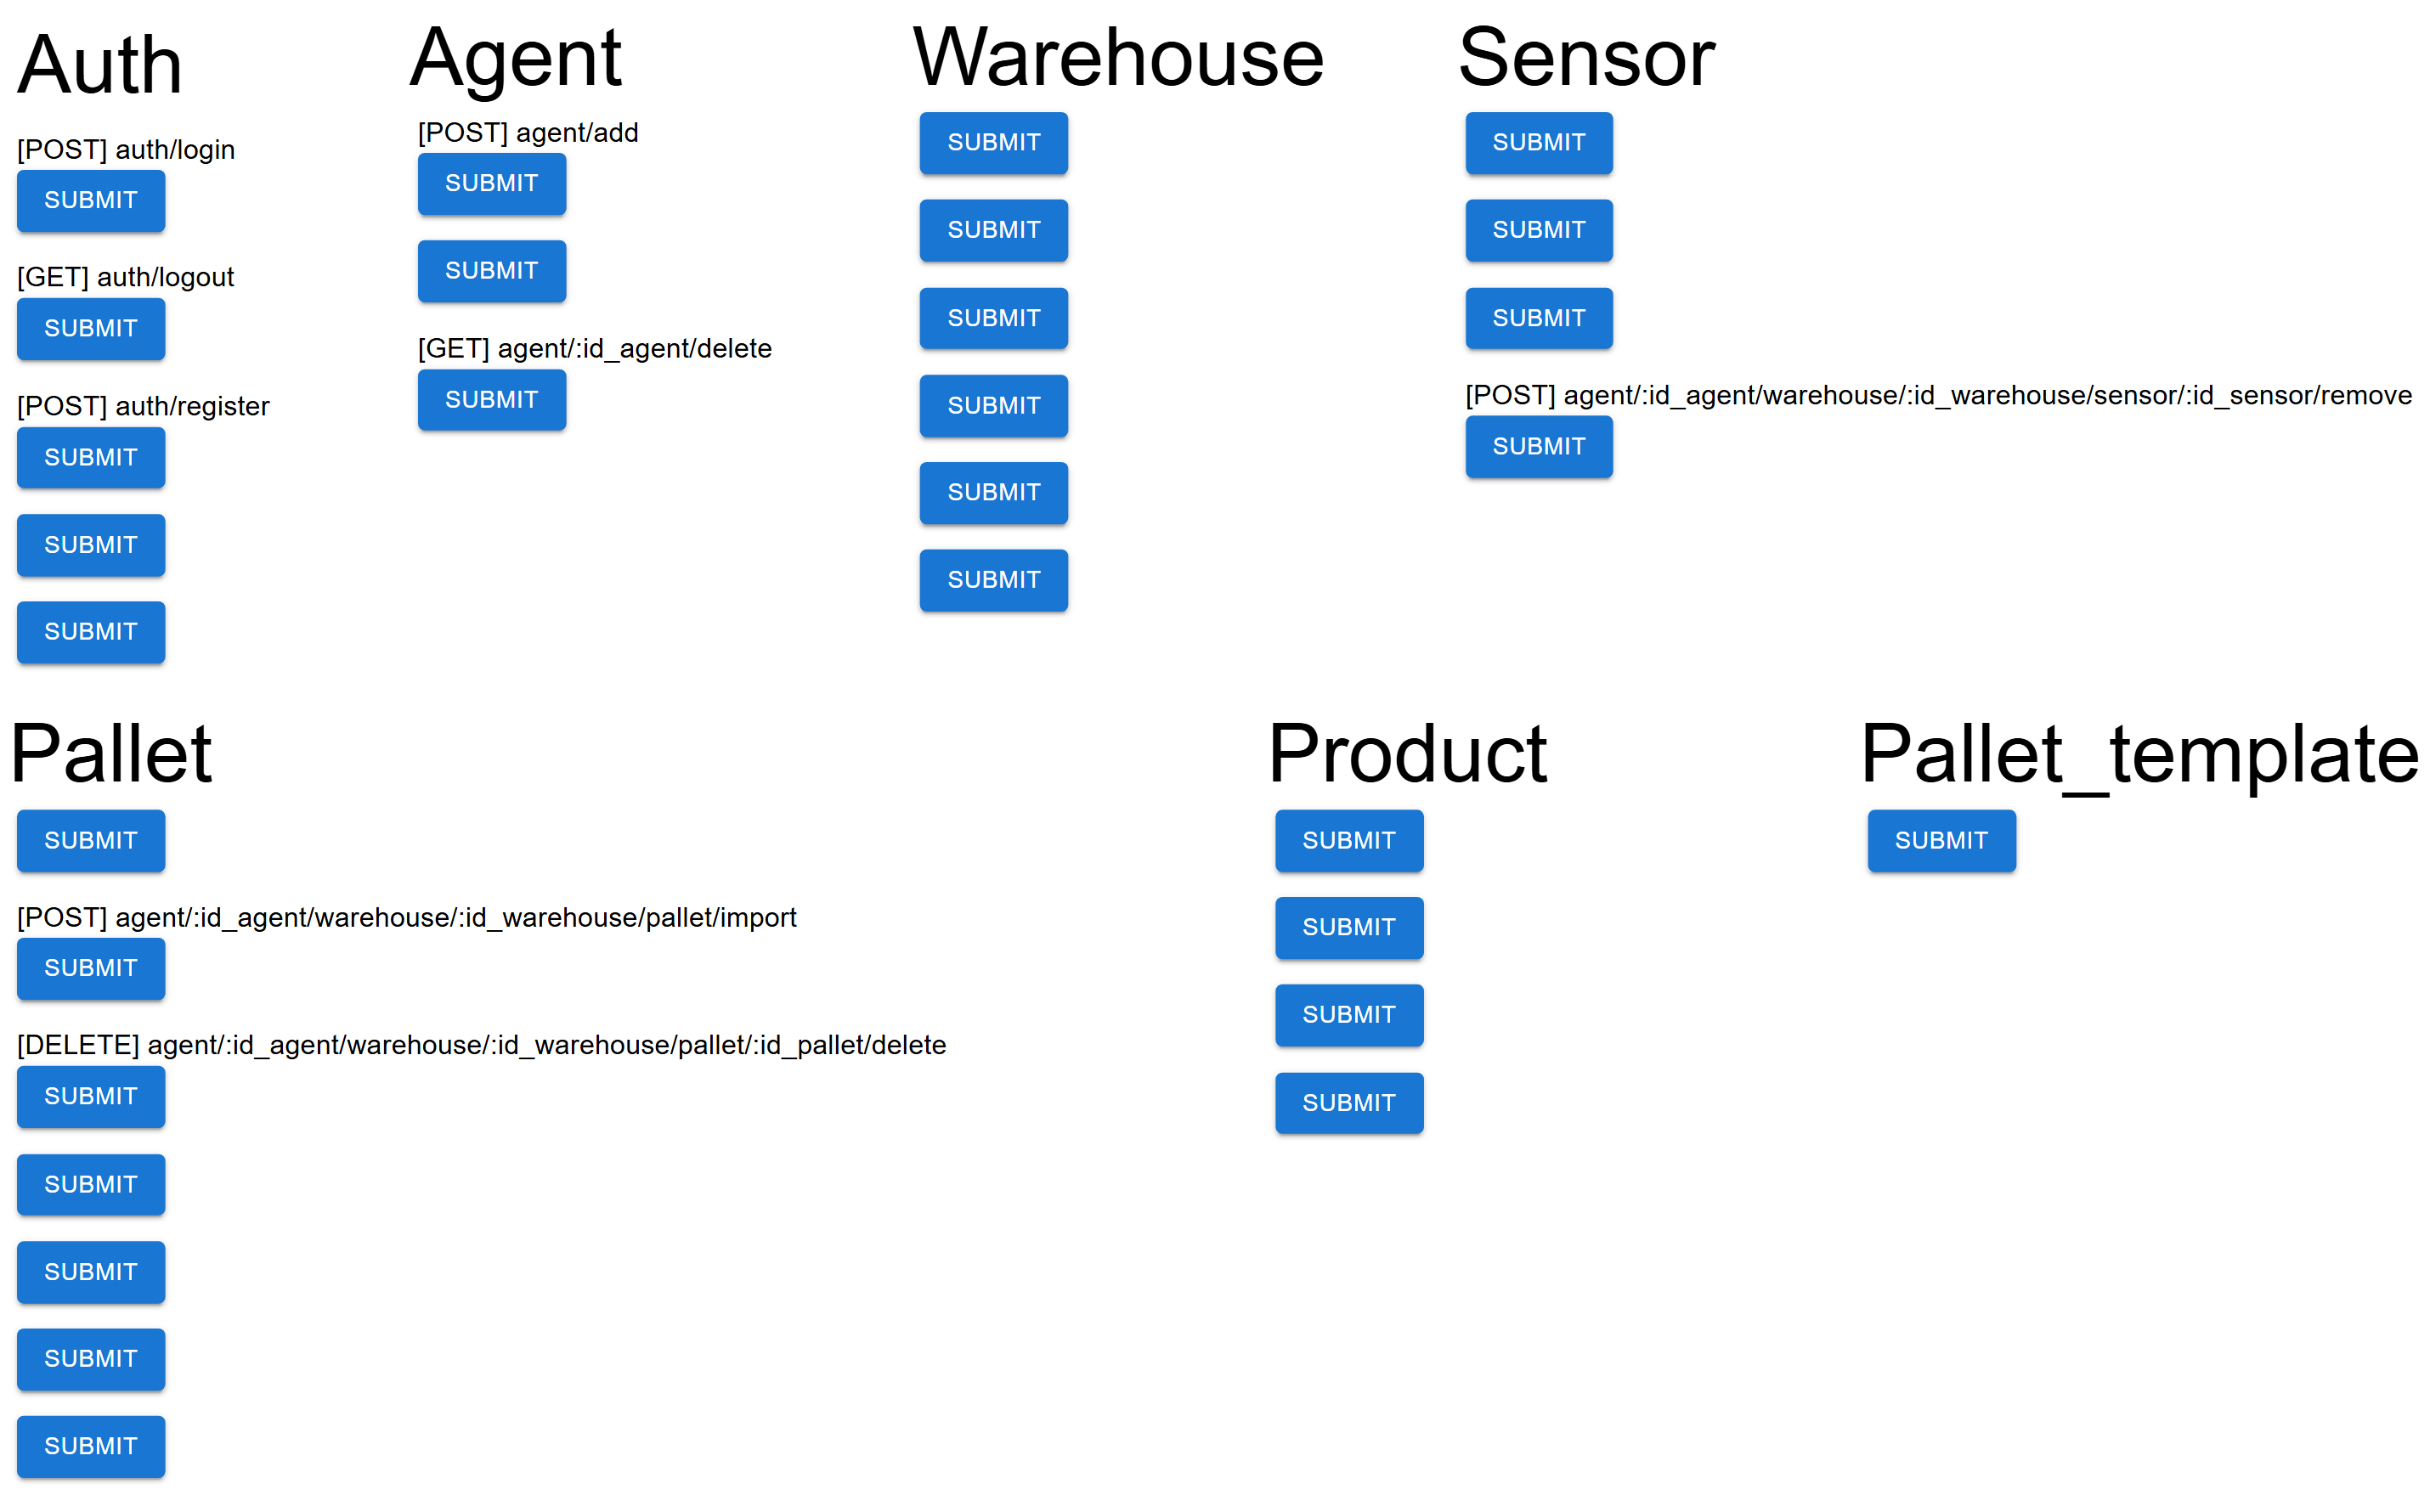 Auth
[POST] auth/login
SUBMIT
[GET] auth/logout
SUBMIT
[POST] auth/register
SUBMIT
SUBMIT
SUBMIT
Agent
[POST] agent/add
SUBMIT
SUBMIT
[GET] agent/:id_agent/delete
SUBMIT
Warehouse
SUBMIT
SUBMIT
SUBMIT
SUBMIT
SUBMIT
SUBMIT
Sensor
SUBMIT
SUBMIT
SUBMIT
[POST] agent/:id_agent/warehouse/:id_warehouse/sensor/:id_sensor/remove
SUBMIT
Pallet
SUBMIT
[POST] agent/:id_agent/warehouse/:id_warehouse/pallet/import
SUBMIT
[DELETE] agent/:id_agent/warehouse/:id_warehouse/pallet/:id_pallet/delete
SUBMIT
SUBMIT
SUBMIT
SUBMIT
SUBMIT
Product
SUBMIT
SUBMIT
SUBMIT
SUBMIT
Pallet_template
SUBMIT